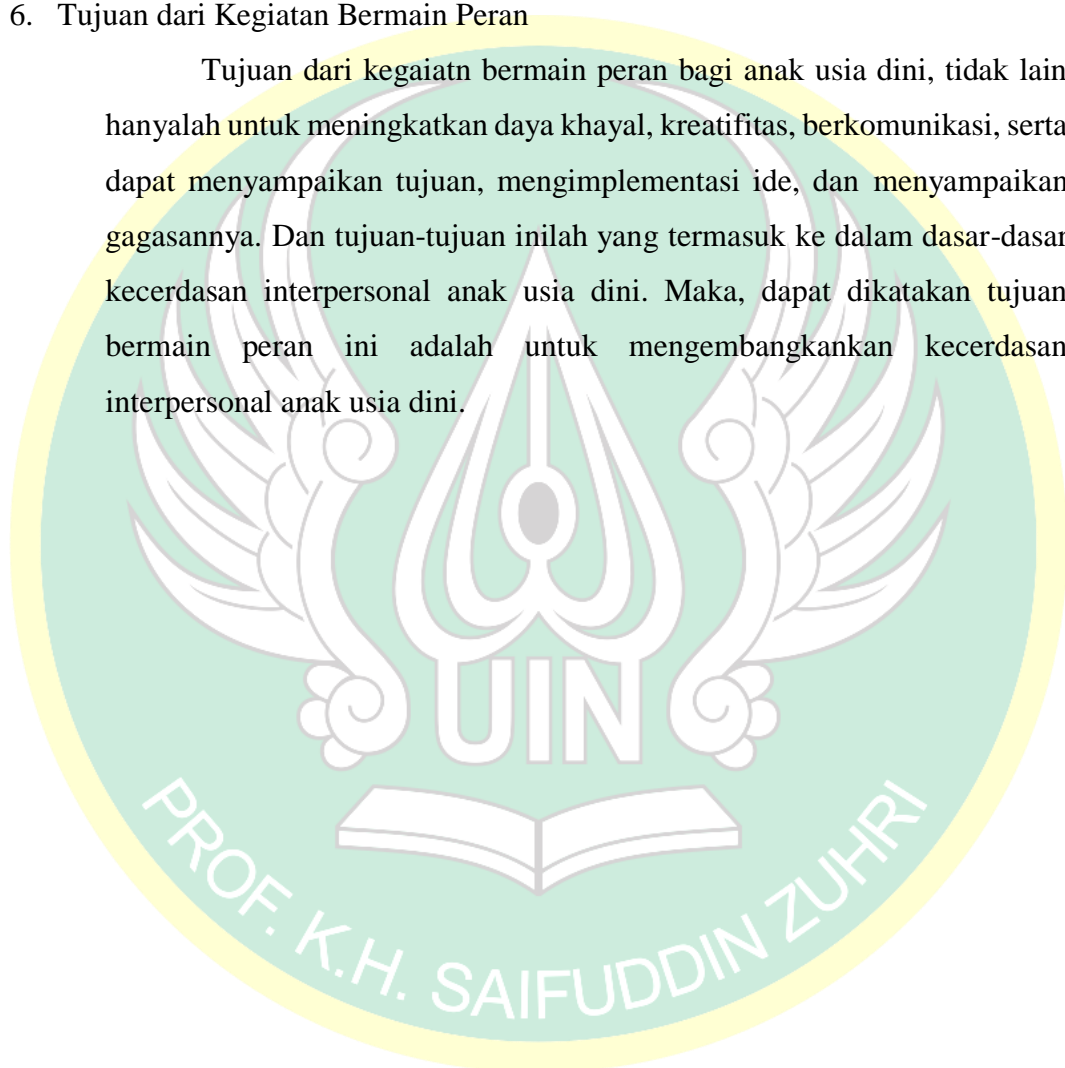 6. Tujuan dari Kegiatan Bermain Peran
Tujuan dari kegaiatn bermain peran bagi anak usia dini, tidak lain
hanyalah untuk meningkatkan daya khayal, kreatifitas, berkomunikasi, serta
dapat menyampaikan tujuan, mengimplementasi ide, dan menyampaikan
gagasannya. Dan tujuan-tujuan inilah yang termasuk ke dalam dasar-dasar
kecerdasan interpersonal anak usia dini. Maka, dapat dikatakan tujuan
bermain peran ini adalah untuk mengembangkankan kecerdasan
interpersonal anak usia dini.
UIN
PROF. K.H. SAIFUDDIN ZUHRI